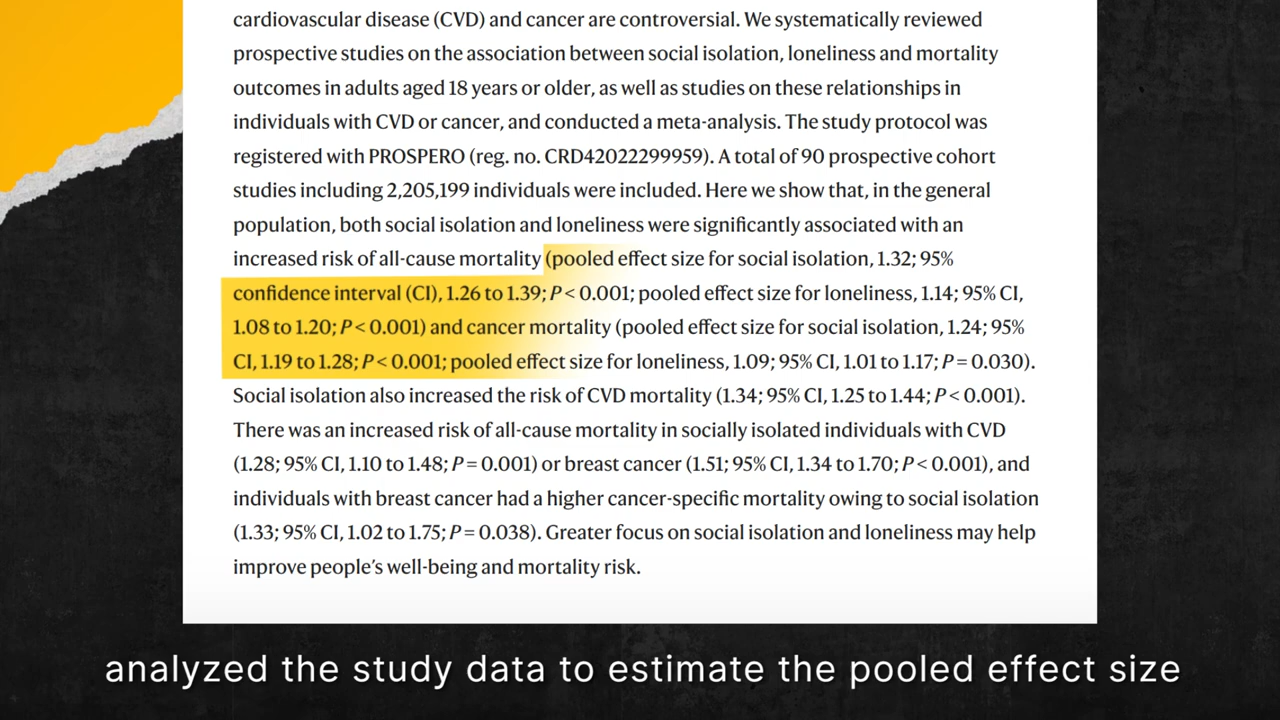 cardiovascular disease (CVD) and cancer are controversial. We systematically reviewed
prospective studies on the association between social isolation, loneliness and mortality
outcomes in adults aged 18 years or older, as well as studies on these relationships in
individuals with CVD or cancer, and conducted a meta-analysis. The study protocol was
registered with PROSPERO (reg. no. CRD42022299959). A total of 90 prospective cohort
studies including 2,205,199 individuals were included. Here we show that, in the general
population, both social isolation and loneliness were significantly associated with an
increased risk of all-cause mortality (pooled effect size for social isolation, 1.32; 95%
confidence interval (CI), 1.26 to 1.39; P < 0.001; pooled effect size for loneliness, 1.14; 95% CI,
1.08 to 1.20; P < 0.001) and cancer mortality (pooled effect size for social isolation, 1.24; 95%
CI, 1.19 to 1.28; P < 0.001; pooled effect size for loneliness, 1.09; 95% CI, 1.01 to 1.17; P = 0.030).
Social isolation also increased the risk of CVD mortality (1.34; 95% CI, 1.25 to 1.44; P < 0.001).
There was an increased risk of all-cause mortality in socially isolated individuals with CVD
(1.28; 95% CI, 1.10 to 1.48; P = 0.001) or breast cancer (1.51; 95% CI, 1.34 to 1.70; P < 0.001), and
individuals with breast cancer had a higher cancer-specific mortality owing to social isolation
(1.33; 95% CI, 1.02 to 1.75; P = 0.038). Greater focus on social isolation and loneliness may help
improve people’s well-being and mortality risk.
analyzed the study data to estimate the pooled effect size